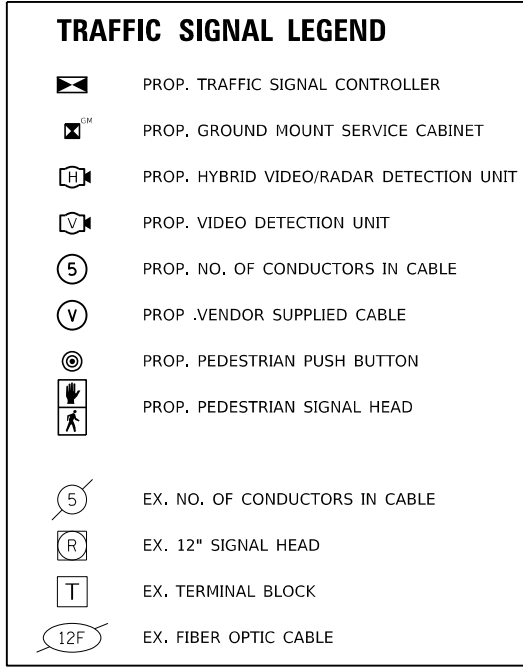 TRAFFIC SIGNAL LEGEND
PROP. TRAFFIC SIGNAL CONTROLLER
GM PROP. GROUND MOUNT SERVICE CABINET
H PROP. HYBRID VIDEO/RADAR DETECTION UNIT
V PROP. VIDEO DETECTION UNIT
5 PROP. NO. OF CONDUCTORS IN CABLE
V PROP .VENDOR SUPPLIED CABLE
PROP. PEDESTRIAN PUSH BUTTON
PROP. PEDESTRIAN SIGNAL HEAD
5 EX. NO. OF CONDUCTORS IN CABLE
R EX. 12" SIGNAL HEAD
T EX. TERMINAL BLOCK
12F EX. FIBER OPTIC CABLE